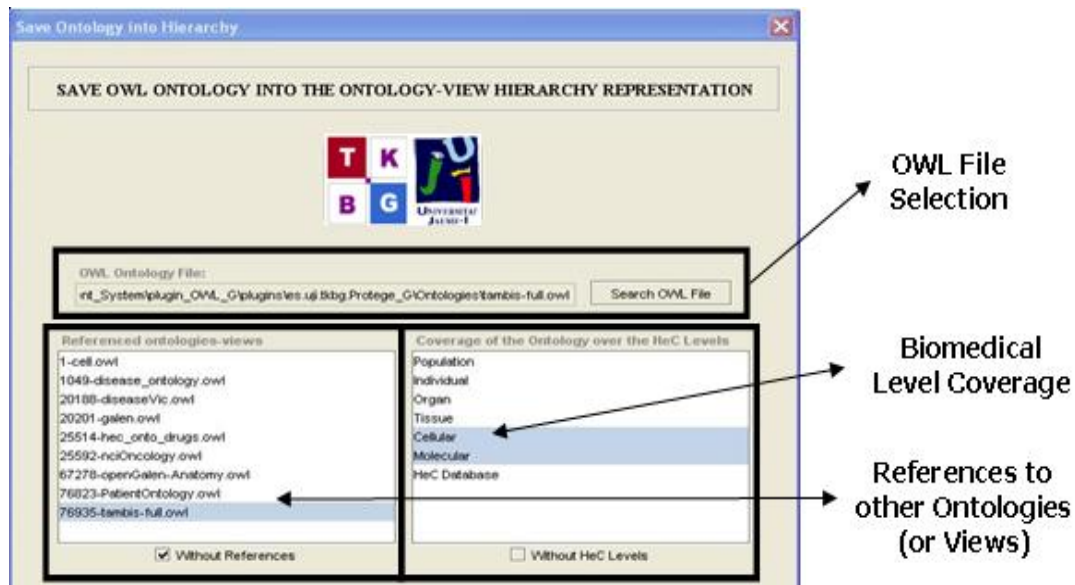 Save Ontology into Hierarchy
SAVE OWL ONTOLOGY INTO THE ONTOLOGY-VIEW HIERARCHY REPRESENTATION
T K
B G
UNIVERSITAT
JAUME·I
OWL File
Selection
OWL Ontology File:
nt_System\plugin_OWL_G\plugins\es.uji.tkbg.Protege_G\Ontologies\tambis-full.owl
Search OWL File
Referenced ontologies-views
1-cell.owl
1049-disease_ontology.owl
20188-diseaseVic.owl
20201-galen.owl
25514-hec_onto_drugs.owl
25592-nciOncology.owl
67278-openGalen-Anatomy.owl
76823-PatientOntology.owl
76935-tambis-full.owl
Without References
Coverage of the Ontology over the HeC Levels
Population
Individual
Organ
Tissue
Cellular
Molecular
HeC Database
Without HeC Levels
Biomedical
Level Coverage
References to
other Ontologies
(or Views)